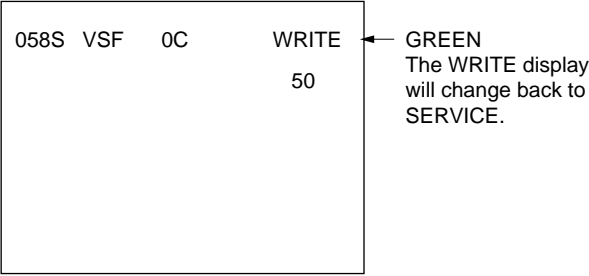 058S VSF 0C WRITE
50
GREEN
The WRITE display
will change back to
SERVICE.